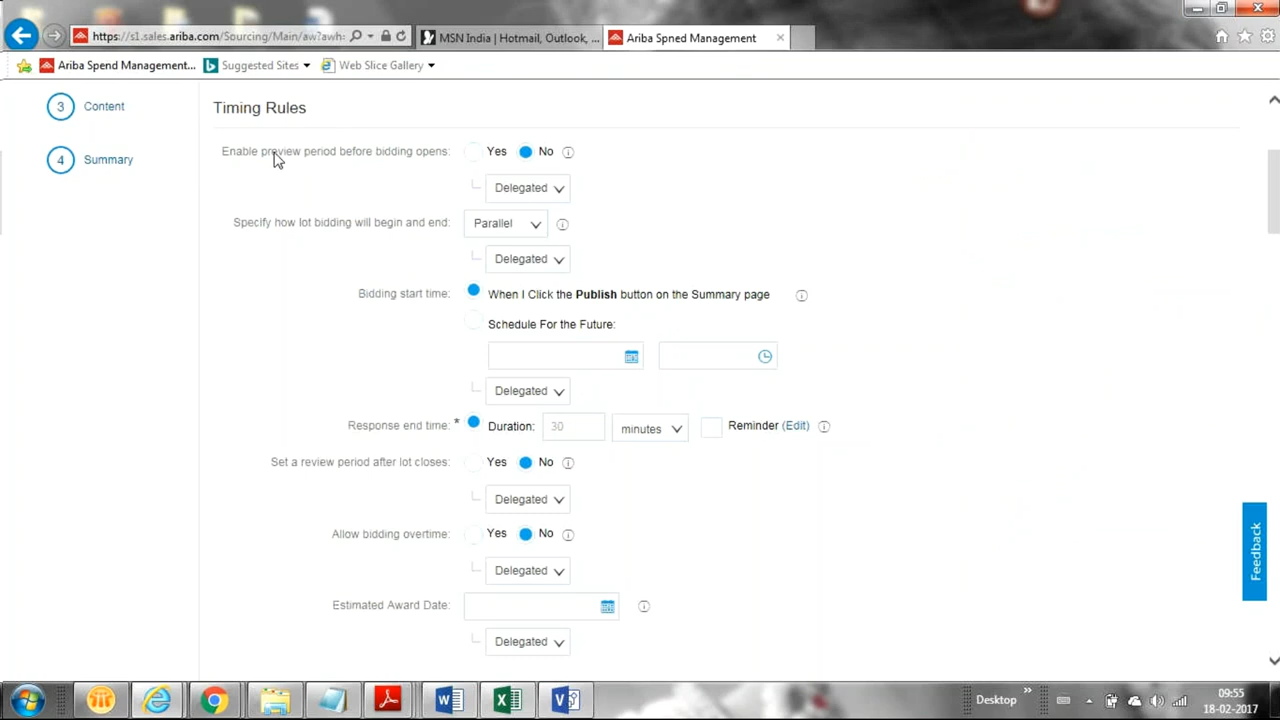 https://s1.sales.ariba.com/Sourcing/Main/aw?awh=
MSN India | Hotmail, Outlook, ...
Ariba Spned Management
Ariba Spend Management...
Suggested Sites
Web Slice Gallery
3 Content
4 Summary
Timing Rules
Enable preview period before bidding opens: Yes No
Delegated
Specify how lot bidding will begin and end: Parallel
Delegated
Bidding start time: When I Click the Publish button on the Summary page
Schedule For the Future:
Delegated
Response end time: * Duration: 30 minutes Reminder (Edit)
Set a review period after lot closes: Yes No
Delegated
Allow bidding overtime: Yes No
Delegated
Estimated Award Date:
Delegated
Feedback
Desktop
09:55
18-02-2017